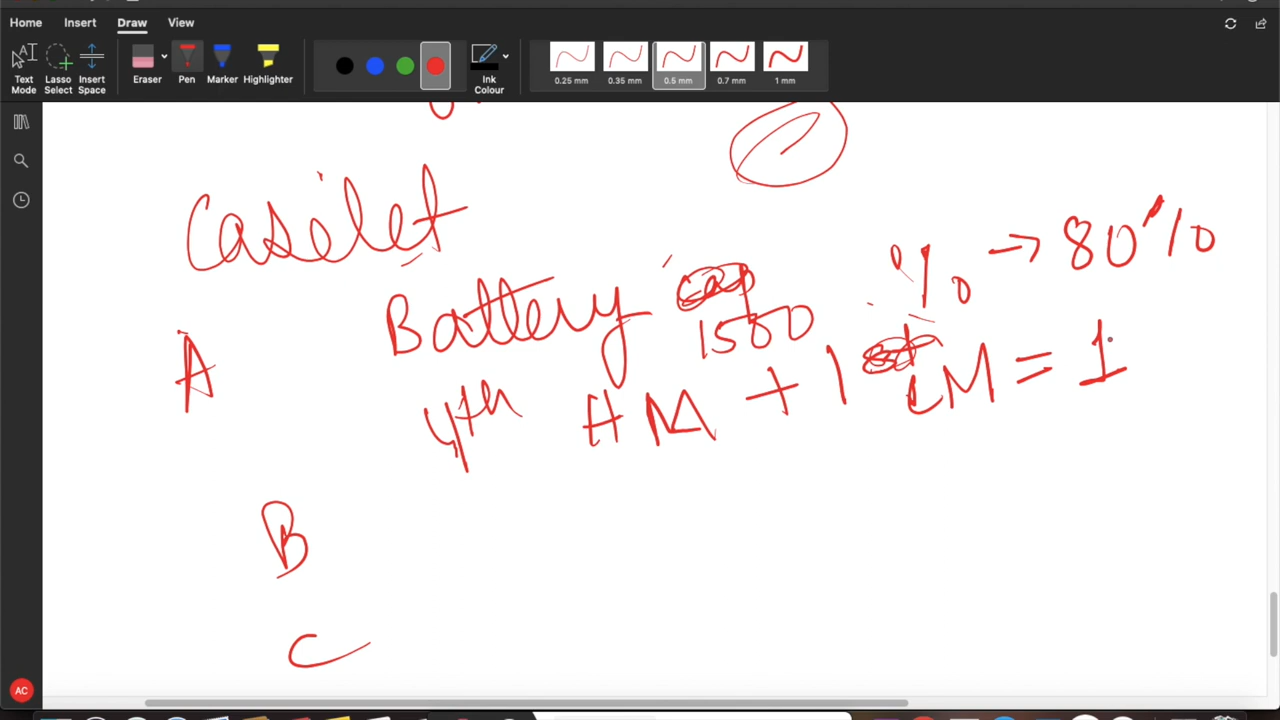 Home Insert Draw View
Text Mode Lasso Select Insert Space Eraser Pen Marker Highlighter Ink Colour 0.25 mm 0.35 mm 0.5 mm 0.7 mm 1 mm
Caselet
% → 80%
Battery 1500
A
4th HM + 1 LM = 1
B
C
AC